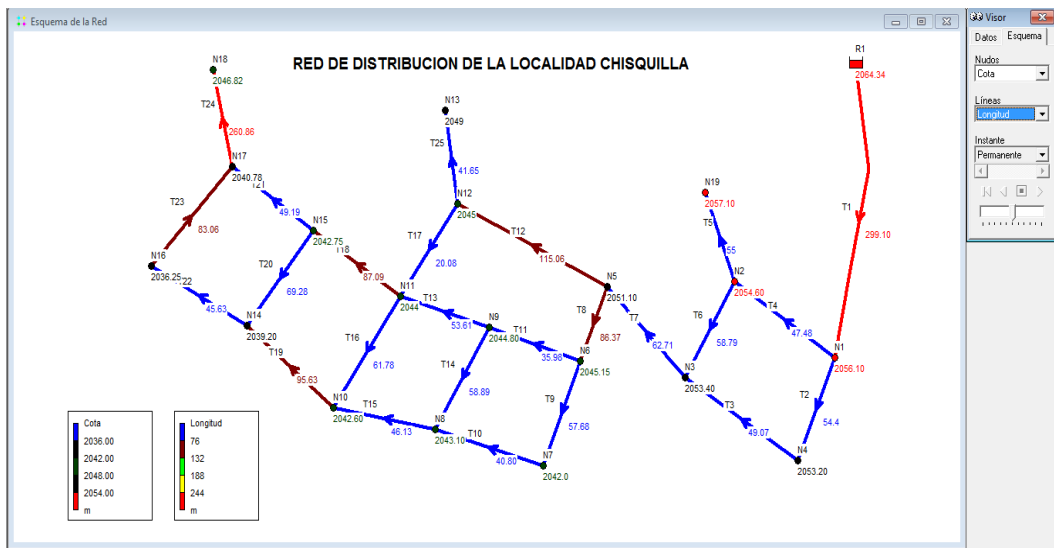 Esquema de la Red
RED DE DISTRIBUCION DE LA LOCALIDAD CHISQUILLA
R1
2064.34
T1
299.10
N18
2046.82
T24
260.86
N13
2049
T25
41.65
N17
2040.78
T21
49.19
N12
2045
N19
2057.10
T5
55
T23
83.06
N15
2042.75
T17
20.08
T12
115.06
T18
87.09
N16
2036.25
T22
45.63
T20
69.28
N11
2044
T13
53.61
N5
2051.10
N2
2054.60
T4
47.48
N14
2039.20
T19
95.63
T16
61.78
N9
2044.80
T11
35.98
T8
86.37
T7
62.71
T6
58.79
N1
2056.10
T14
58.89
N6
2045.15
N3
2053.40
T2
54.4
N10
2042.60
T15
46.13
T9
57.68
T3
49.07
N8
2043.10
T10
40.80
N7
2042.0
N4
2053.20
Cota
2036.00
2042.00
2048.00
2054.00
m
Longitud
76
132
188
244
m
Visor
Datos
Esquema
Nudos
Cota
Líneas
Longitud
Instante
Permanente